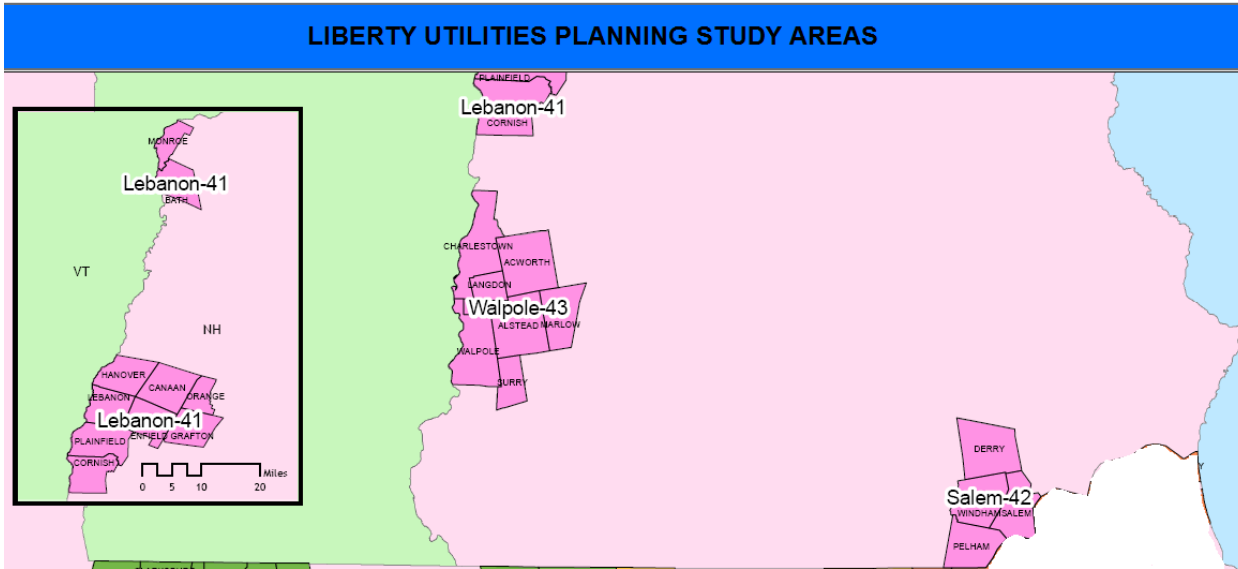 LIBERTY UTILITIES PLANNING STUDY AREAS
PLAINFIELD
Lebanon-41
CORNISH
MONROE
Lebanon-41
BATH
VT
NH
HANOVER
CANAAN
LEBANON
ORANGE
Lebanon-41
ENFIELD GRAFTON
PLAINFIELD
CORNISH
Miles
0 5 10 20
CHARLESTOWN
ACWORTH
LANGDON
Walpole-43
ALSTEAD MARLOW
WALPOLE
SURRY
DERRY
Salem-42
WINDHAM SALEM
PELHAM